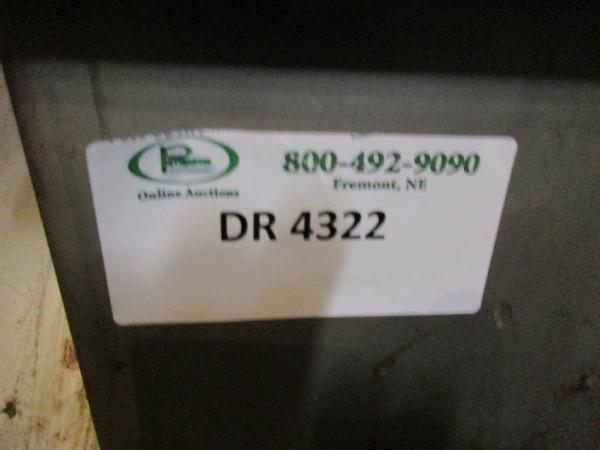 800-492-9090
Fremont, NE
Online Auctions
DR 4322